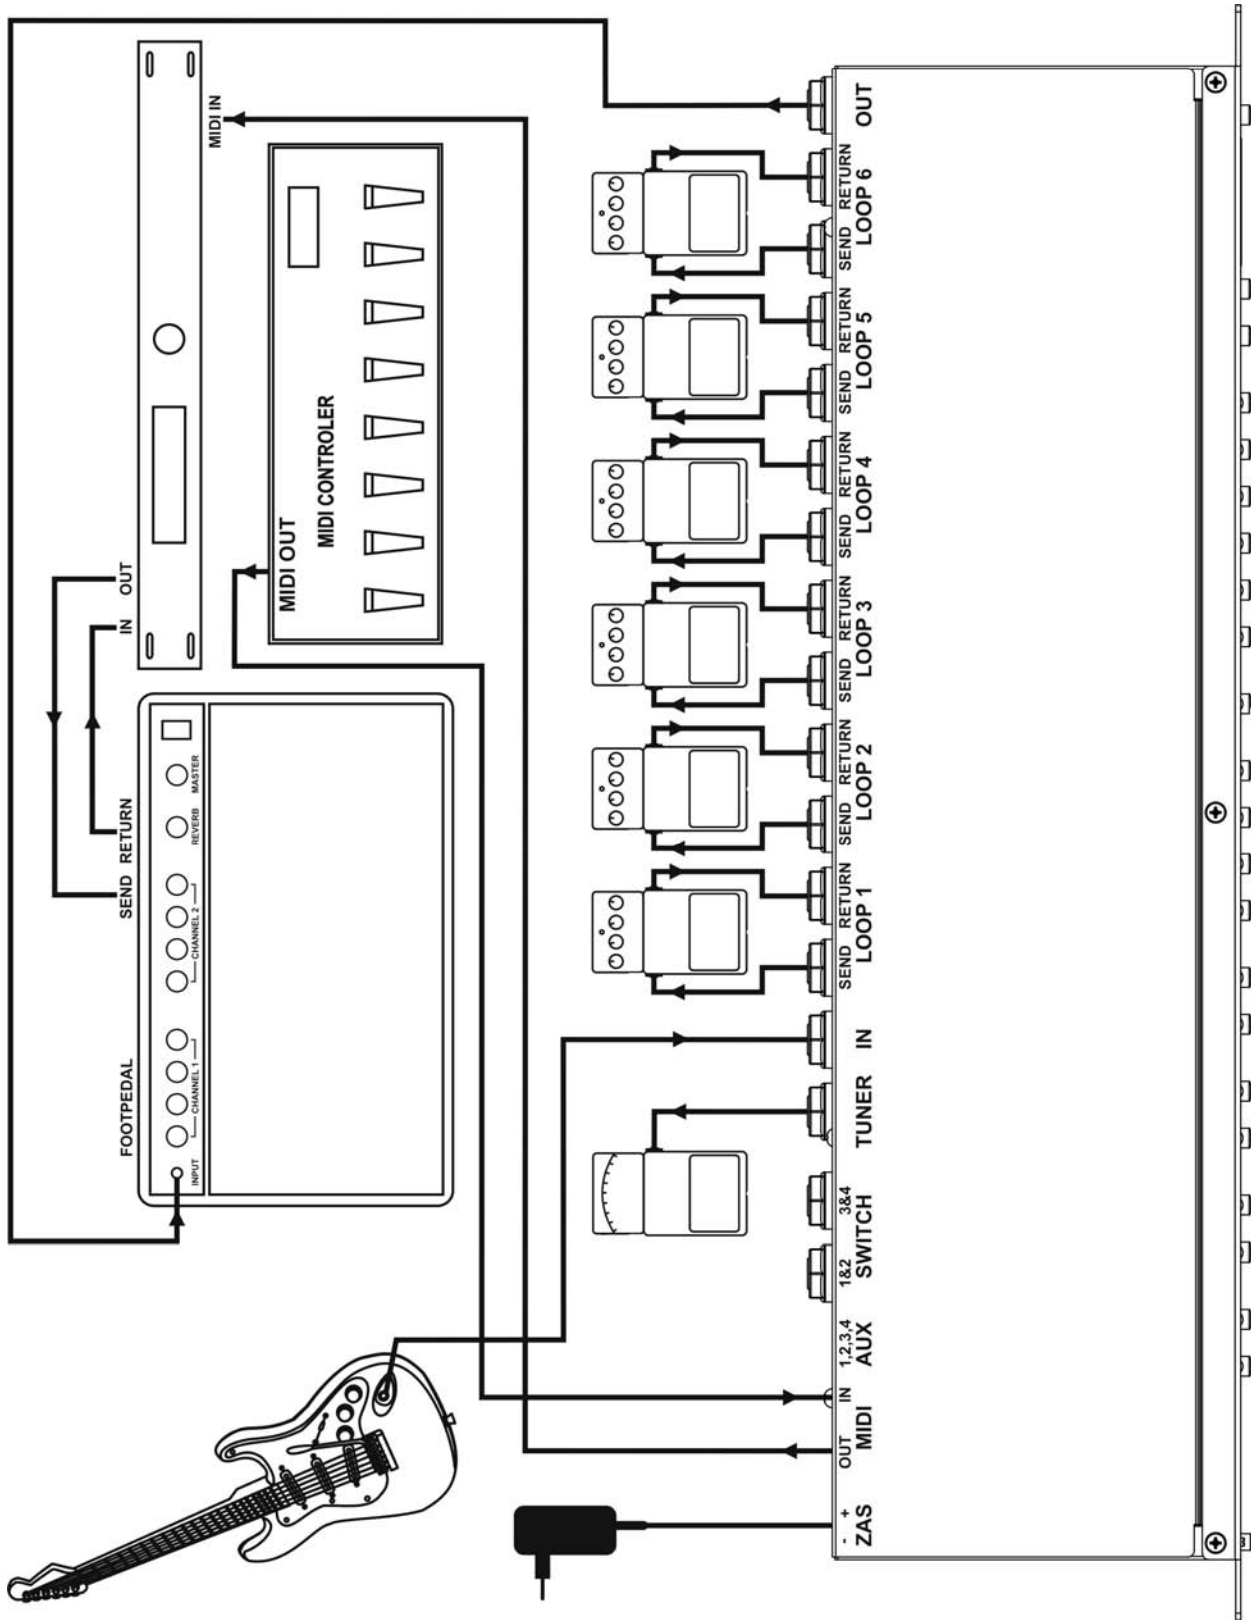 MIDI IN
OUT
IN
SEND RETURN
FOOTPEDAL
INPUT
CHANNEL 1
CHANNEL 2
REVERB
MASTER
MIDI OUT
MIDI CONTROLER
- +
ZAS
OUT IN
MIDI
1,2,3,4
AUX
1&2 3&4
SWITCH
TUNER
IN
SEND RETURN
LOOP 1
SEND RETURN
LOOP 2
SEND RETURN
LOOP 3
SEND RETURN
LOOP 4
SEND RETURN
LOOP 5
SEND RETURN
LOOP 6
OUT